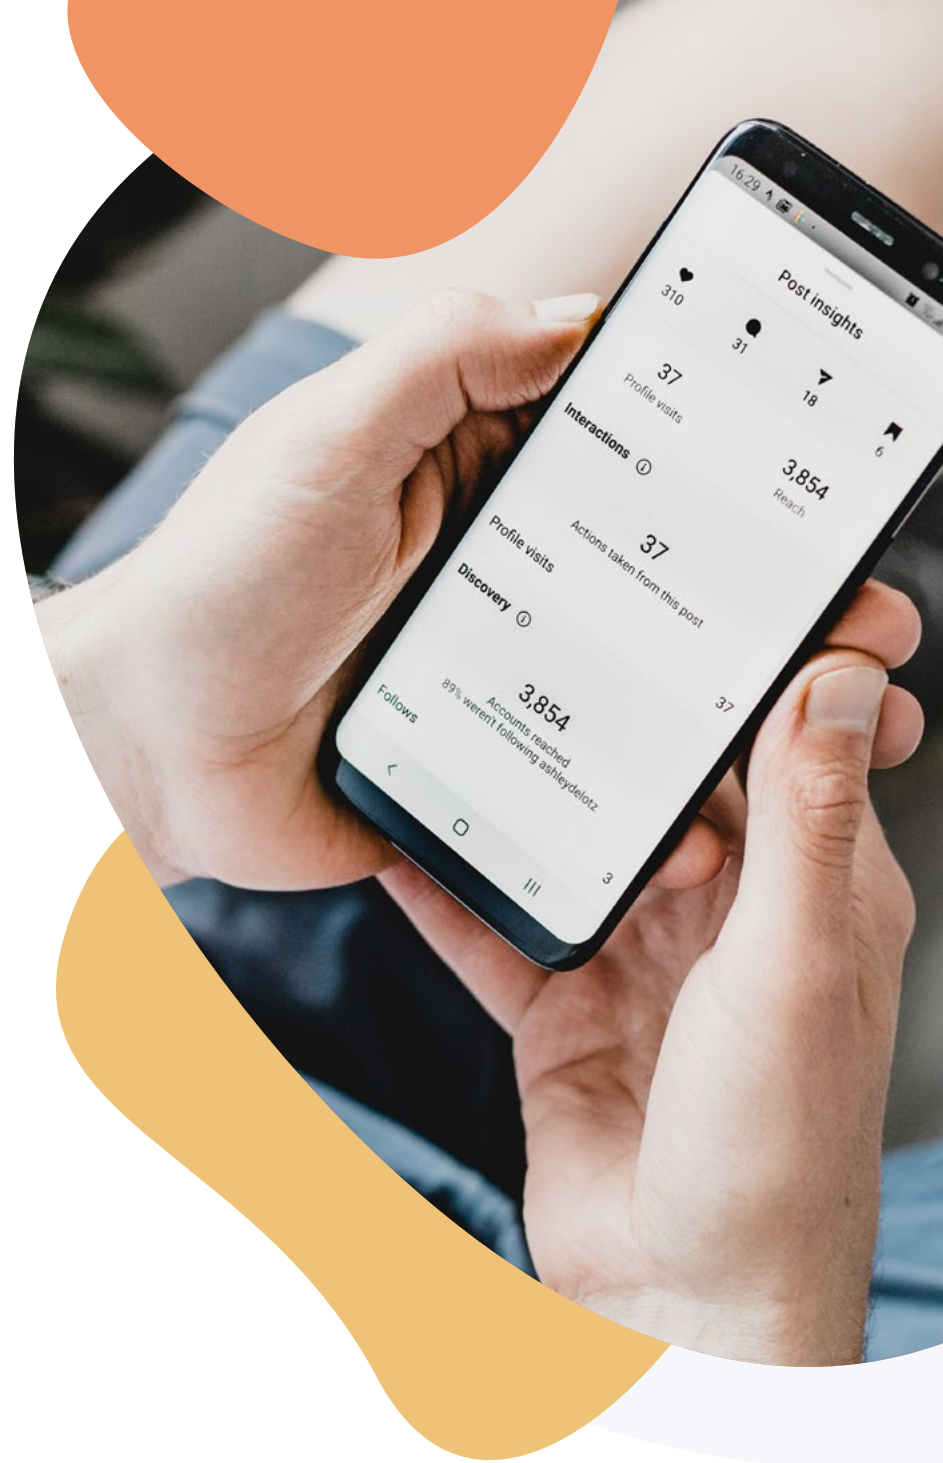 16:29
Post insights
310
31
18
6
37
Profile visits
3,854
Reach
Interactions
37
Actions taken from this post
Profile visits
37
Discovery
3,854
Accounts reached
89% weren't following ashleydelotz
Follows
3